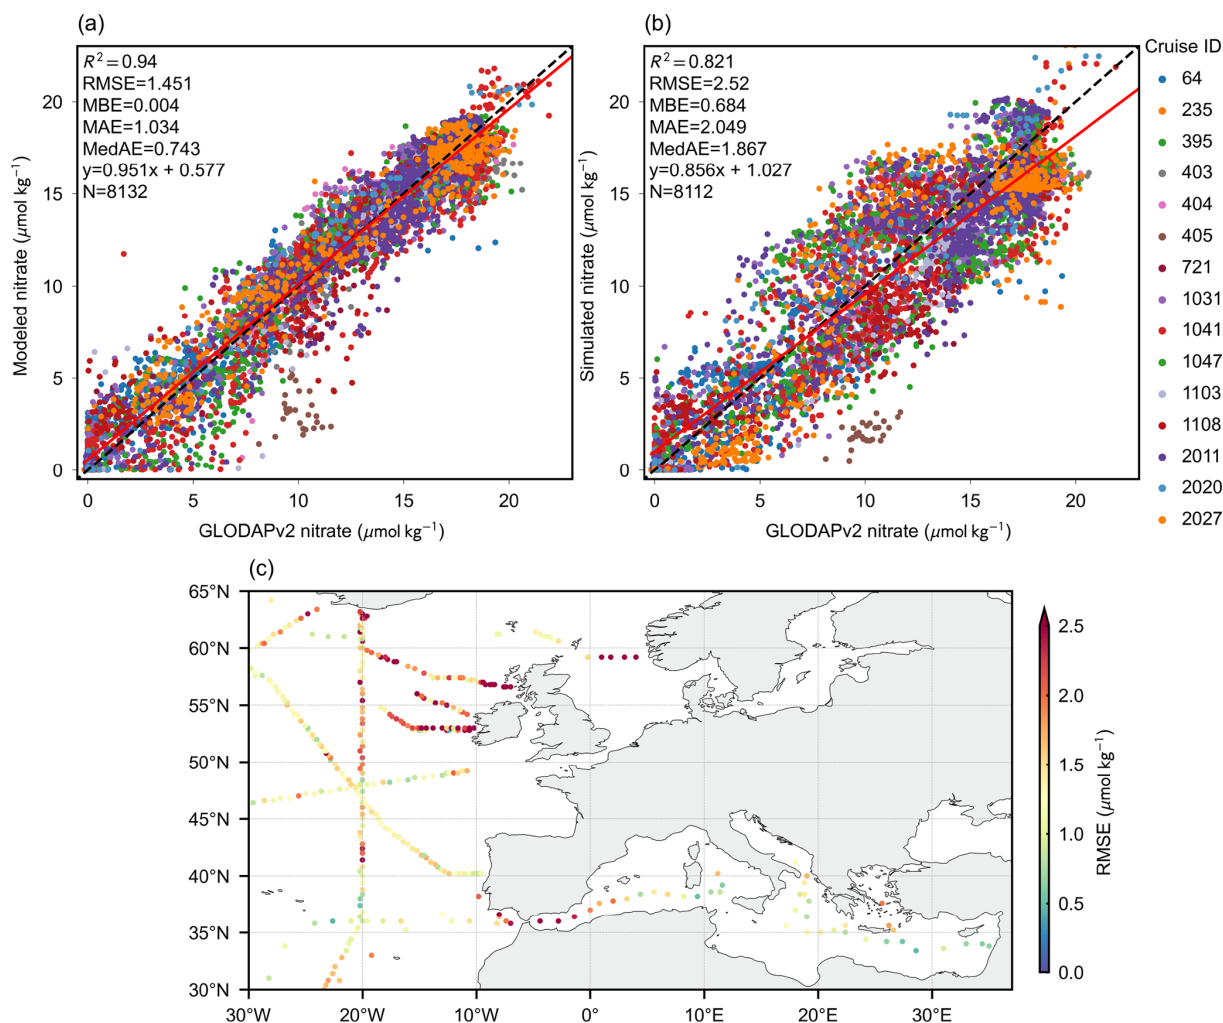 (a)
R² = 0.94
RMSE=1.451
MBE=0.004
MAE=1.034
MedAE=0.743
y=0.951x + 0.577
N=8132
Modeled nitrate (μmol kg⁻¹)
20
15
10
5
0
0 5 10 15 20
GLODAPv2 nitrate (μmol kg⁻¹)
(b)
R² = 0.821
RMSE=2.52
MBE=0.684
MAE=2.049
MedAE=1.867
y=0.856x + 1.027
N=8112
Simulated nitrate (μmol kg⁻¹)
20
15
10
5
0
0 5 10 15 20
GLODAPv2 nitrate (μmol kg⁻¹)
Cruise ID
64
235
395
403
404
405
721
1031
1041
1047
1103
1108
2011
2020
2027
(c)
65°N
60°N
55°N
50°N
45°N
40°N
35°N
30°N
30°W 20°W 10°W 0° 10°E 20°E 30°E
2.5
2.0
1.5
1.0
0.5
0.0
RMSE (μmol kg⁻¹)